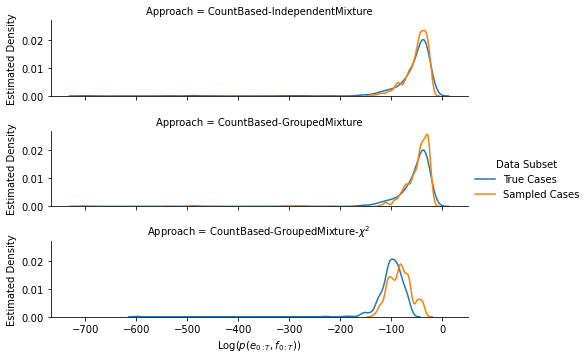 Approach = CountBased-IndependentMixture
Estimated Density
0.02
0.01
0.00
Approach = CountBased-GroupedMixture
Estimated Density
0.02
0.01
0.00
Data Subset
True Cases
Sampled Cases
Approach = CountBased-GroupedMixture-χ²
Estimated Density
0.02
0.01
0.00
−700 −600 −500 −400 −300 −200 −100 0
Log(p(e₀:T, f₀:T))